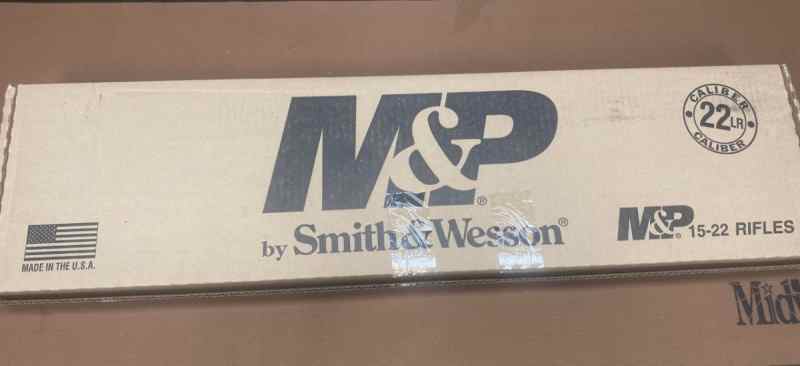 M&P®
by Smith&Wesson®
CALIBER
22LR
CALIBER
M&P® 15-22 RIFLES
MADE IN THE U.S.A.